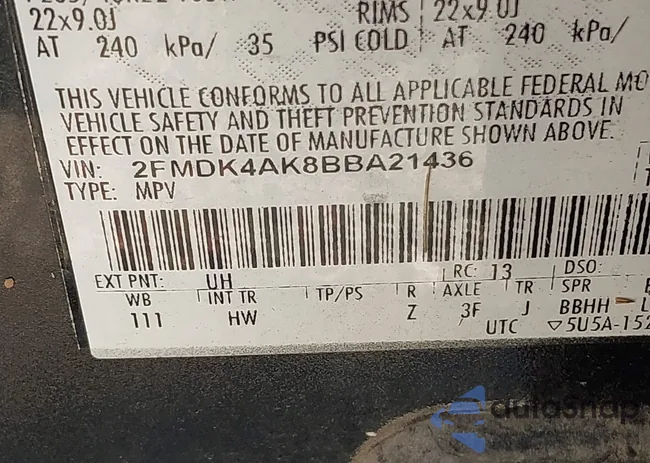 22x9.0J RIMS 22x9.0J
AT 240 kPa/ 35 PSI COLD AT 240 kPa/
THIS VEHICLE CONFORMS TO ALL APPLICABLE FEDERAL MO
VEHICLE SAFETY AND THEFT PREVENTION STANDARDS IN
EFFECT ON THE DATE OF MANUFACTURE SHOWN ABOVE.
VIN: 2FMDK4AK8BBA21436
TYPE: MPV
EXT PNT: UH RC: 13 DSO:
WB INT TR TP/PS R AXLE TR SPR
111 HW Z 3F J BBHH
UTC ▽5U5A-152
autoSnap